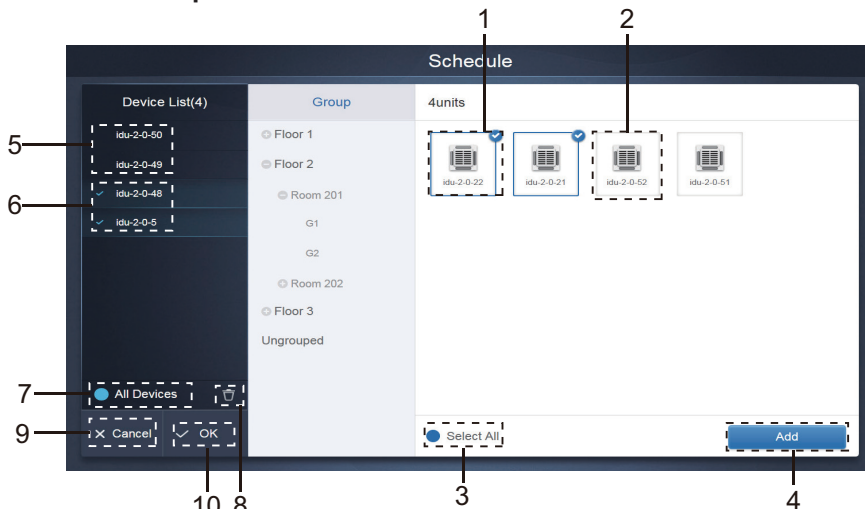 1 2
Schedule
Device List(4)
Group
4units
5
idu-2-0-50
idu-2-0-49
6
idu-2-0-48
idu-2-0-5
Floor 1
Floor 2
Room 201
G1
G2
Room 202
Floor 3
Ungrouped
idu-2-0-22
idu-2-0-21
idu-2-0-52
idu-2-0-51
7
All Devices
9
Cancel
OK
Select All
Add
10 8
3
4